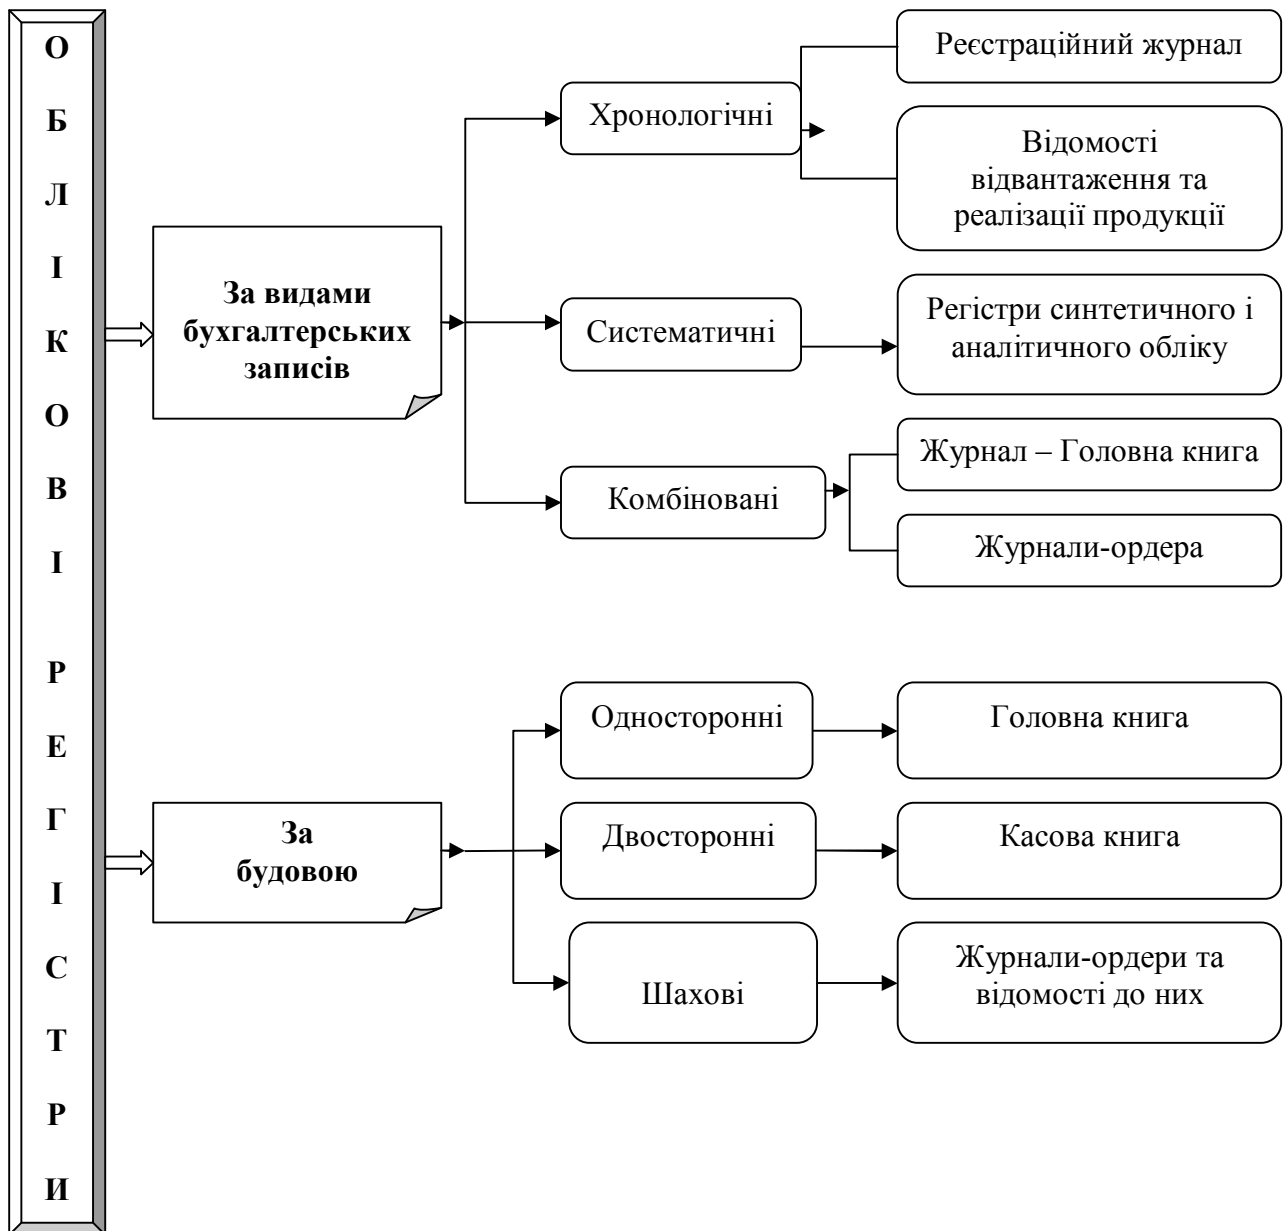 ОБЛІКОВІ РЕГІСТРИ
За видами
бухгалтерських
записів
Хронологічні
Реєстраційний журнал
Відомості
відвантаження та
реалізації продукції
Систематичні
Регістри синтетичного і
аналітичного обліку
Комбіновані
Журнал – Головна книга
Журнали-ордера
За
будовою
Односторонні
Головна книга
Двосторонні
Касова книга
Шахові
Журнали-ордери та
відомості до них